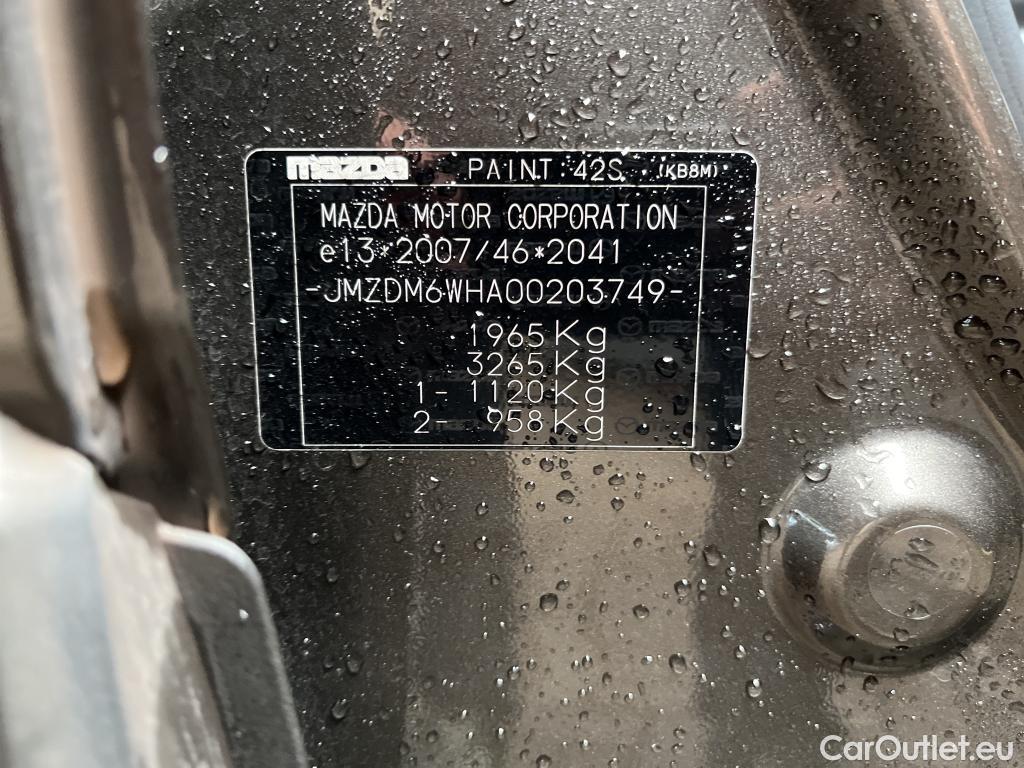 mazda PAINT 42S (KB8M)
MAZDA MOTOR CORPORATION
e13*2007/46*2041
-JMZDM6WHA00203749-
1965 Kg
3265 Kg
1- 1120 Kg
2- 958 Kg
CarOutlet.eu